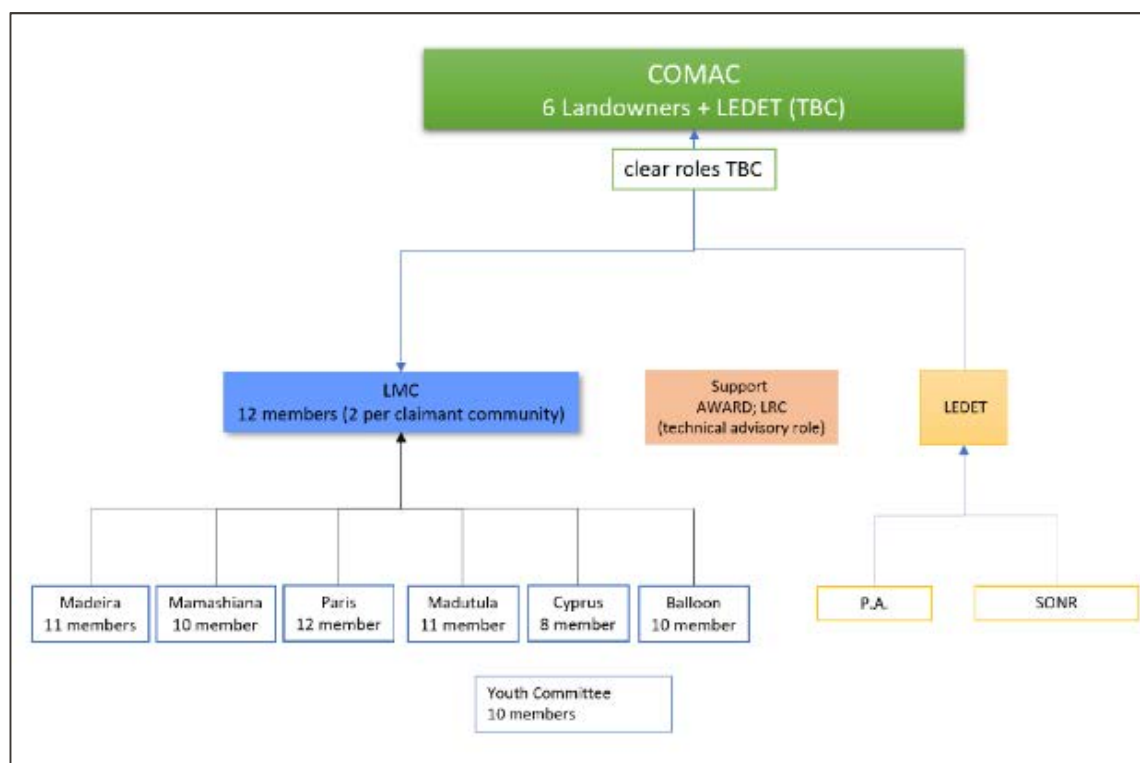 COMAC
6 Landowners + LEDET (TBC)
clear roles TBC
LMC
12 members (2 per claimant community)
Support
AWARD; LRC
(technical advisory role)
LEDET
Madeira
11 members
Mamashiana
10 member
Paris
12 member
Madutula
11 member
Cyprus
8 member
Balloon
10 member
P.A.
SONR
Youth Committee
10 members